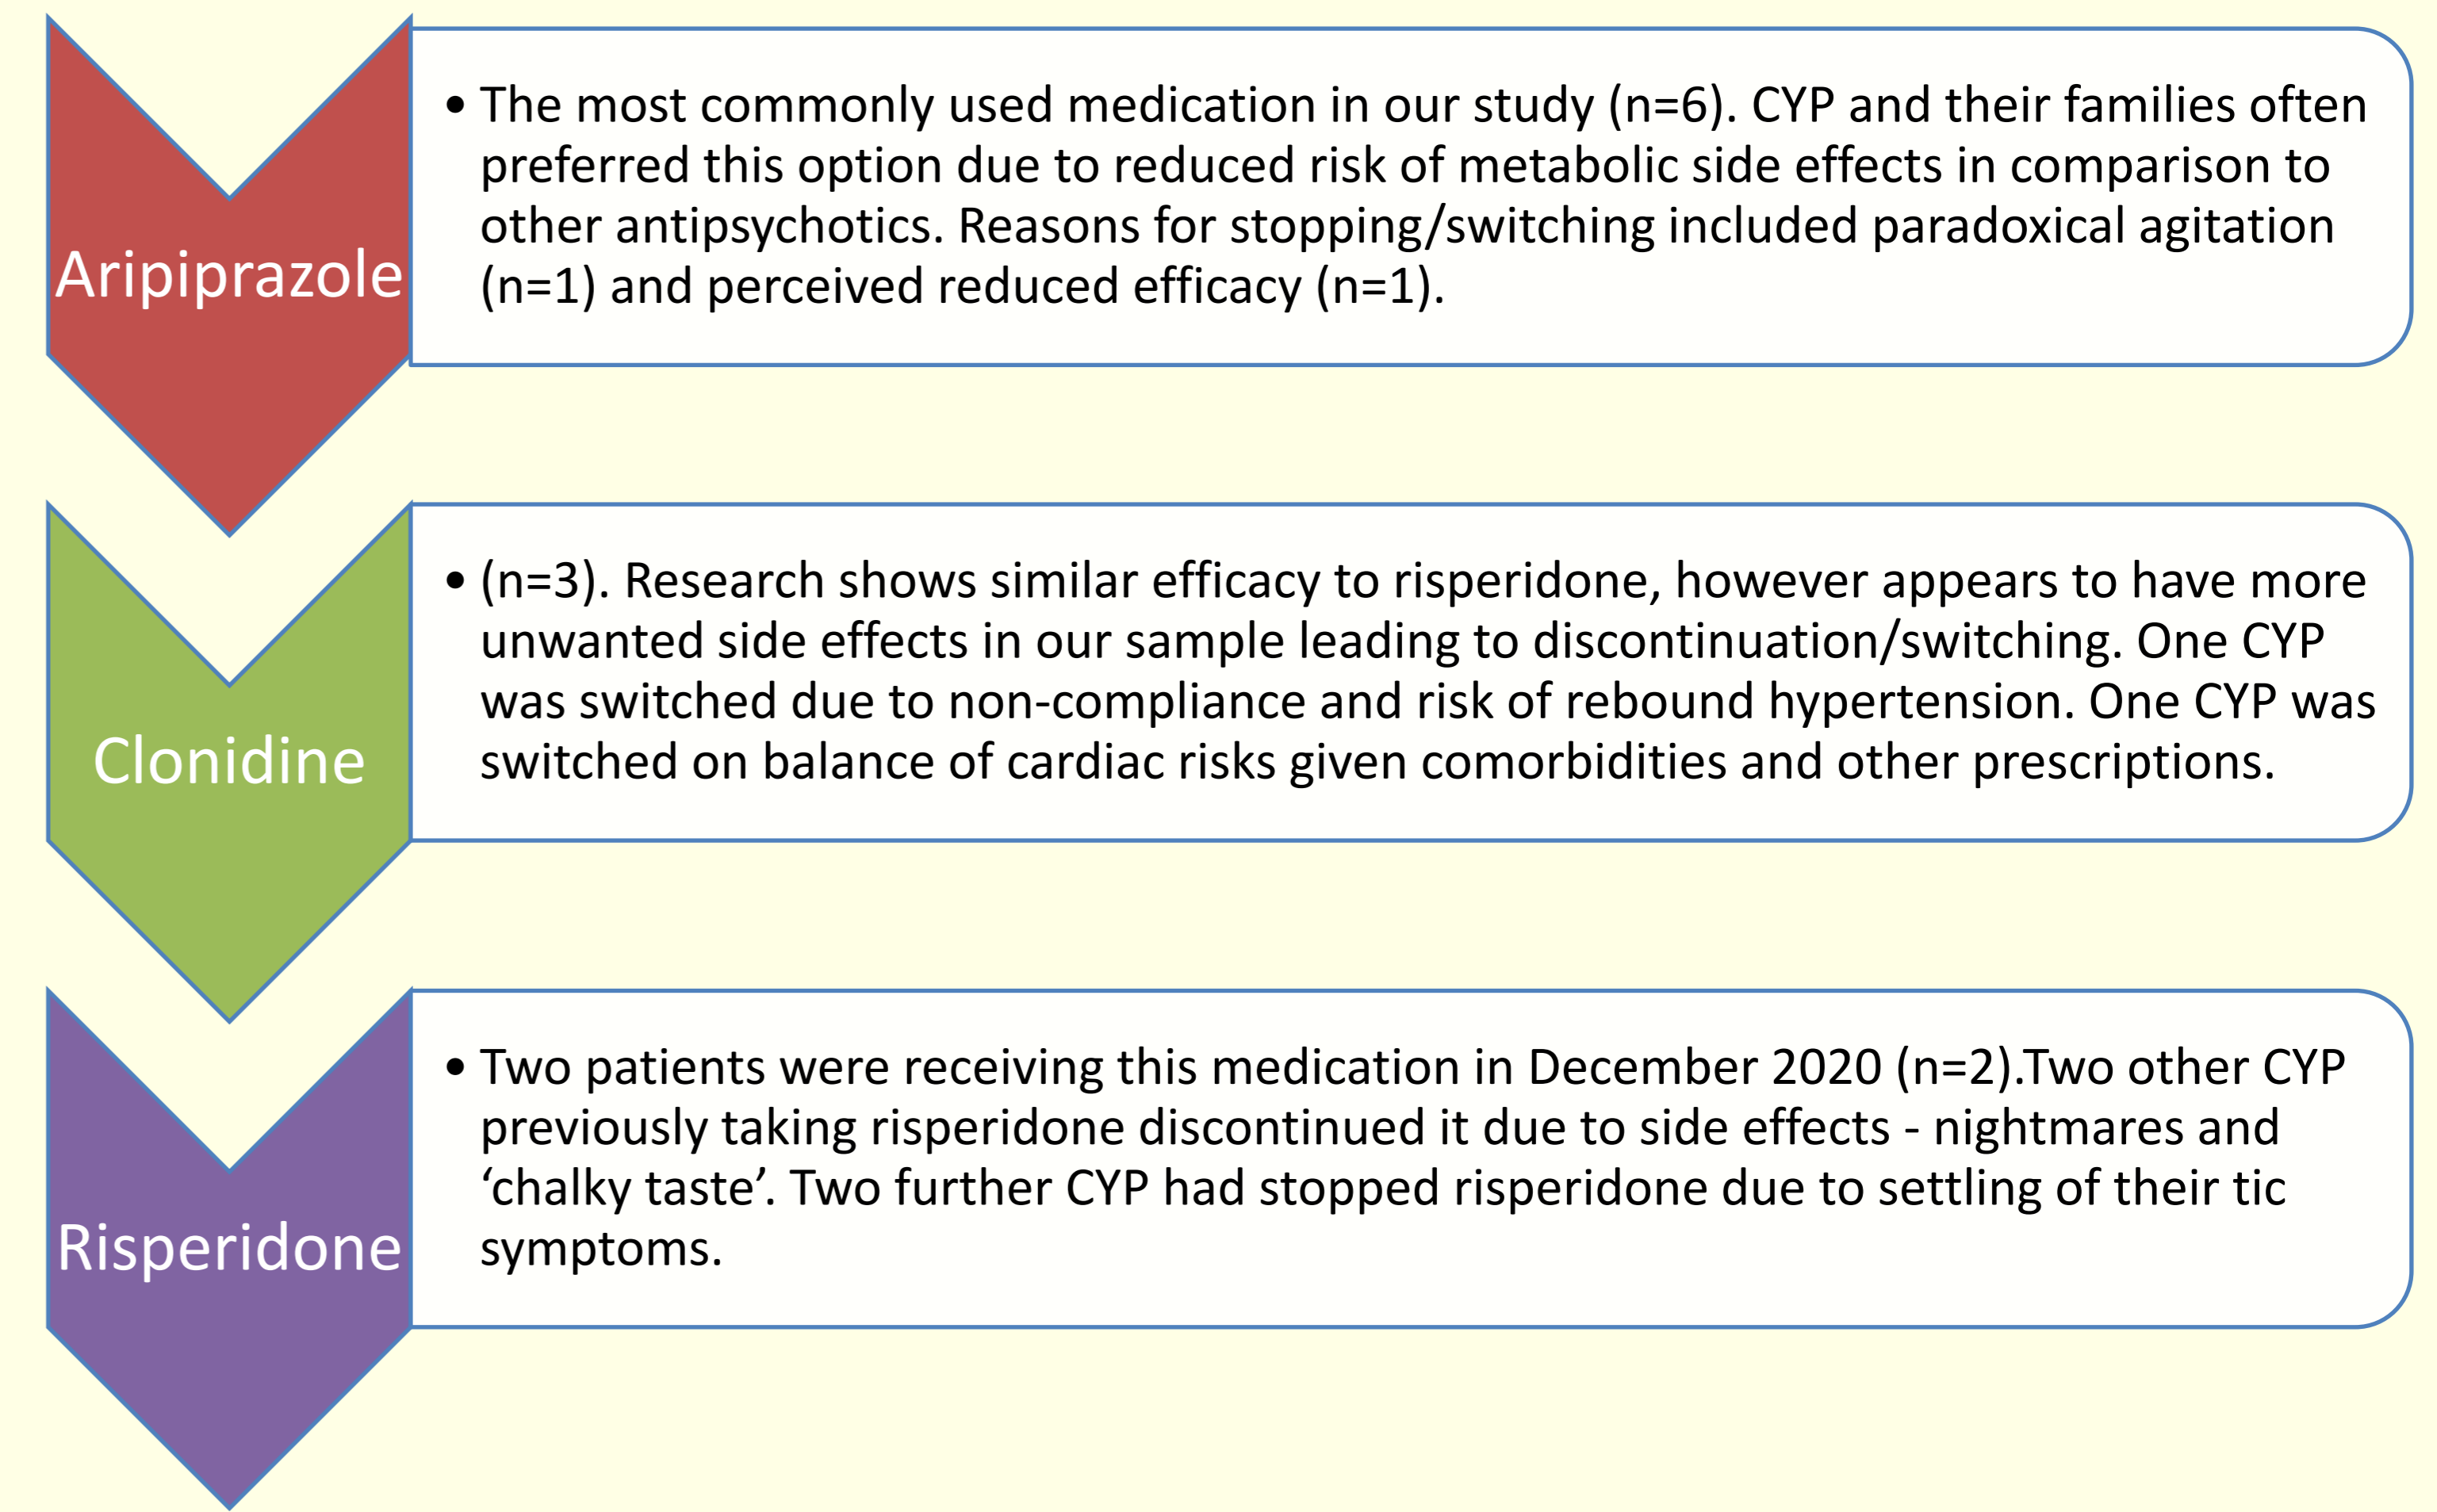 Aripiprazole
• The most commonly used medication in our study (n=6). CYP and their families often
preferred this option due to reduced risk of metabolic side effects in comparison to
other antipsychotics. Reasons for stopping/switching included paradoxical agitation
(n=1) and perceived reduced efficacy (n=1).
Clonidine
• (n=3). Research shows similar efficacy to risperidone, however appears to have more
unwanted side effects in our sample leading to discontinuation/switching. One CYP
was switched due to non-compliance and risk of rebound hypertension. One CYP was
switched on balance of cardiac risks given comorbidities and other prescriptions.
Risperidone
• Two patients were receiving this medication in December 2020 (n=2).Two other CYP
previously taking risperidone discontinued it due to side effects - nightmares and
‘chalky taste’. Two further CYP had stopped risperidone due to settling of their tic
symptoms.